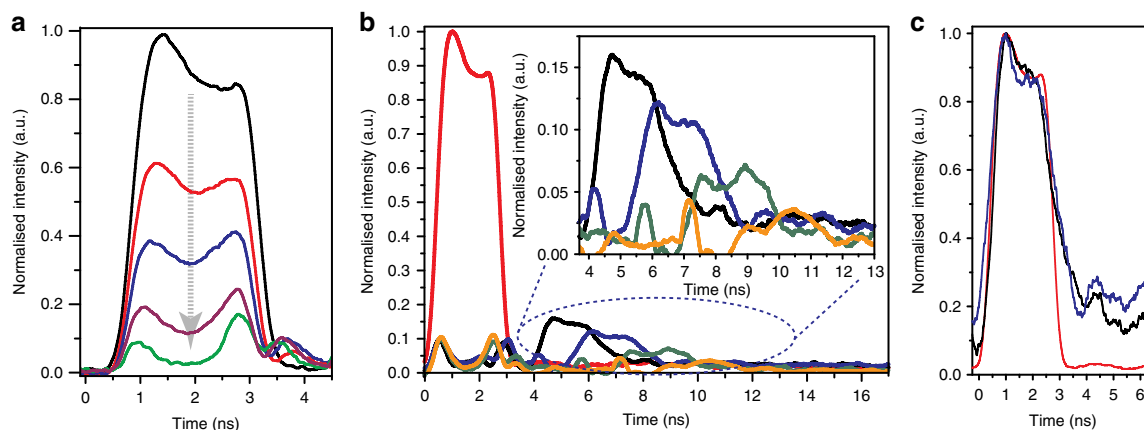 a
1.0
0.8
0.6
0.4
0.2
0.0
Normalised intensity (a.u.)
0 1 2 3 4
Time (ns)
b
1.0
0.9
0.8
0.7
0.6
0.5
0.4
0.3
0.2
0.1
0.0
Normalised intensity (a.u.)
0 2 4 6 8 10 12 14 16
Time (ns)
0.15
0.10
0.05
0.00
Normalised intensity (a.u.)
4 5 6 7 8 9 10 11 12 13
Time (ns)
c
1.0
0.8
0.6
0.4
0.2
0.0
Normalised intensity (a.u.)
0 1 2 3 4 5 6
Time (ns)